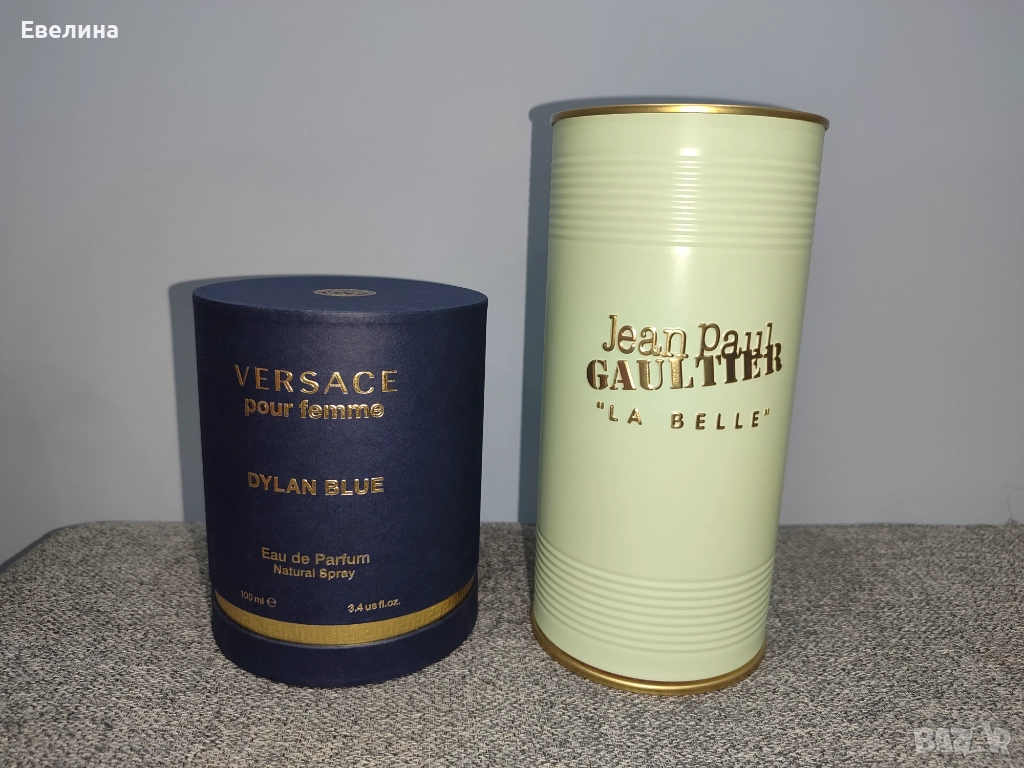 Евелина
VERSACE
pour femme
DYLAN BLUE
Eau de Parfum
Natural Spray
100 ml e 3.4 us fl.oz.
Jean Paul
GAULTIER
"LA BELLE"
BAZAR